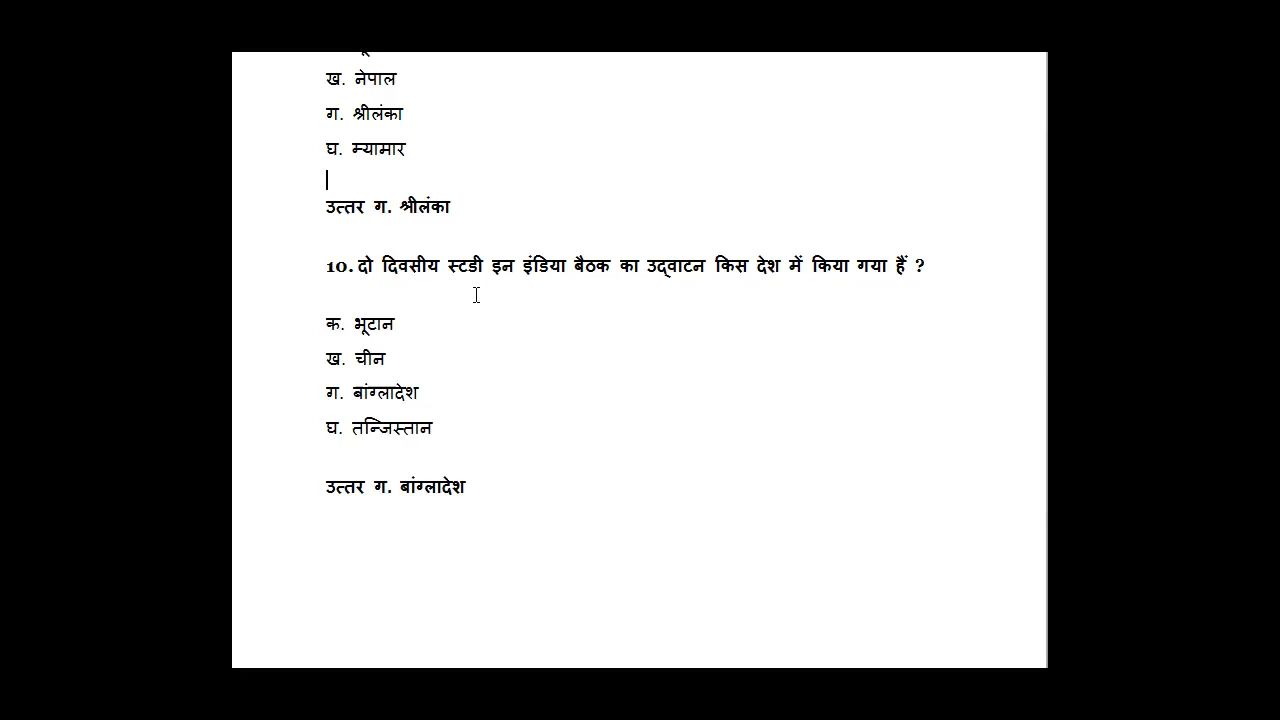 ख. नेपाल
ग. श्रीलंका
घ. म्यामार
उत्तर ग. श्रीलंका
10. दो दिवसीय स्टडी इन इंडिया बैठक का उद्वाटन किस देश में किया गया हैं ?
क. भूटान
ख. चीन
ग. बांग्लादेश
घ. तन्जिस्तान
उत्तर ग. बांग्लादेश